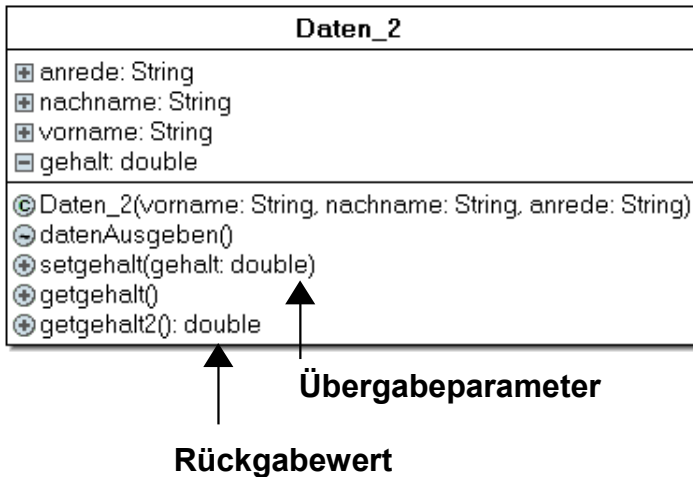 Daten_2
anrede: String
nachname: String
vorname: String
gehalt: double
Daten_2(vorname: String, nachname: String, anrede: String)
datenAusgeben()
setgehalt(gehalt: double)
getgehalt()
getgehalt2(): double
Übergabeparameter
Rückgabewert